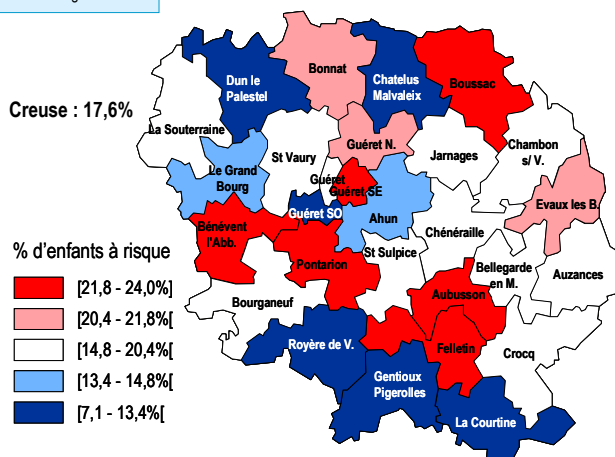 Creuse : 17,6%
Dun le
Palestel
Bonnat
Chatelus
Malvaleix
Boussac
La Souterraine
Le Grand
Bourg
St Vaury
Guéret N.
Jarnages
Chambon
s/ V.
Guéret
Guéret SE
Guéret SO
Evaux les B.
Bénévent
l'Abb.
Ahun
Chénéraille
St Sulpice
Pontarion
Bellegarde
en M.
Auzances
Bourganeuf
Aubusson
Royère de V.
Felletin
Crocq
Gentioux
Pigerolles
La Courtine
% d'enfants à risque
[21,8 - 24,0%]
[20,4 - 21,8%[
[14,8 - 20,4%[
[13,4 - 14,8%[
[7,1 - 13,4%[